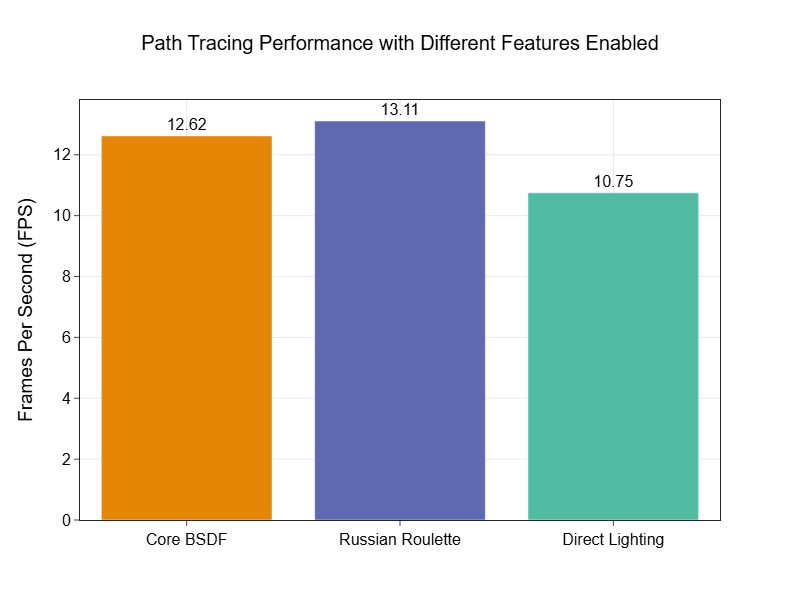 Path Tracing Performance with Different Features Enabled
Frames Per Second (FPS)
12
10
8
6
4
2
0
12.62
13.11
10.75
Core BSDF
Russian Roulette
Direct Lighting